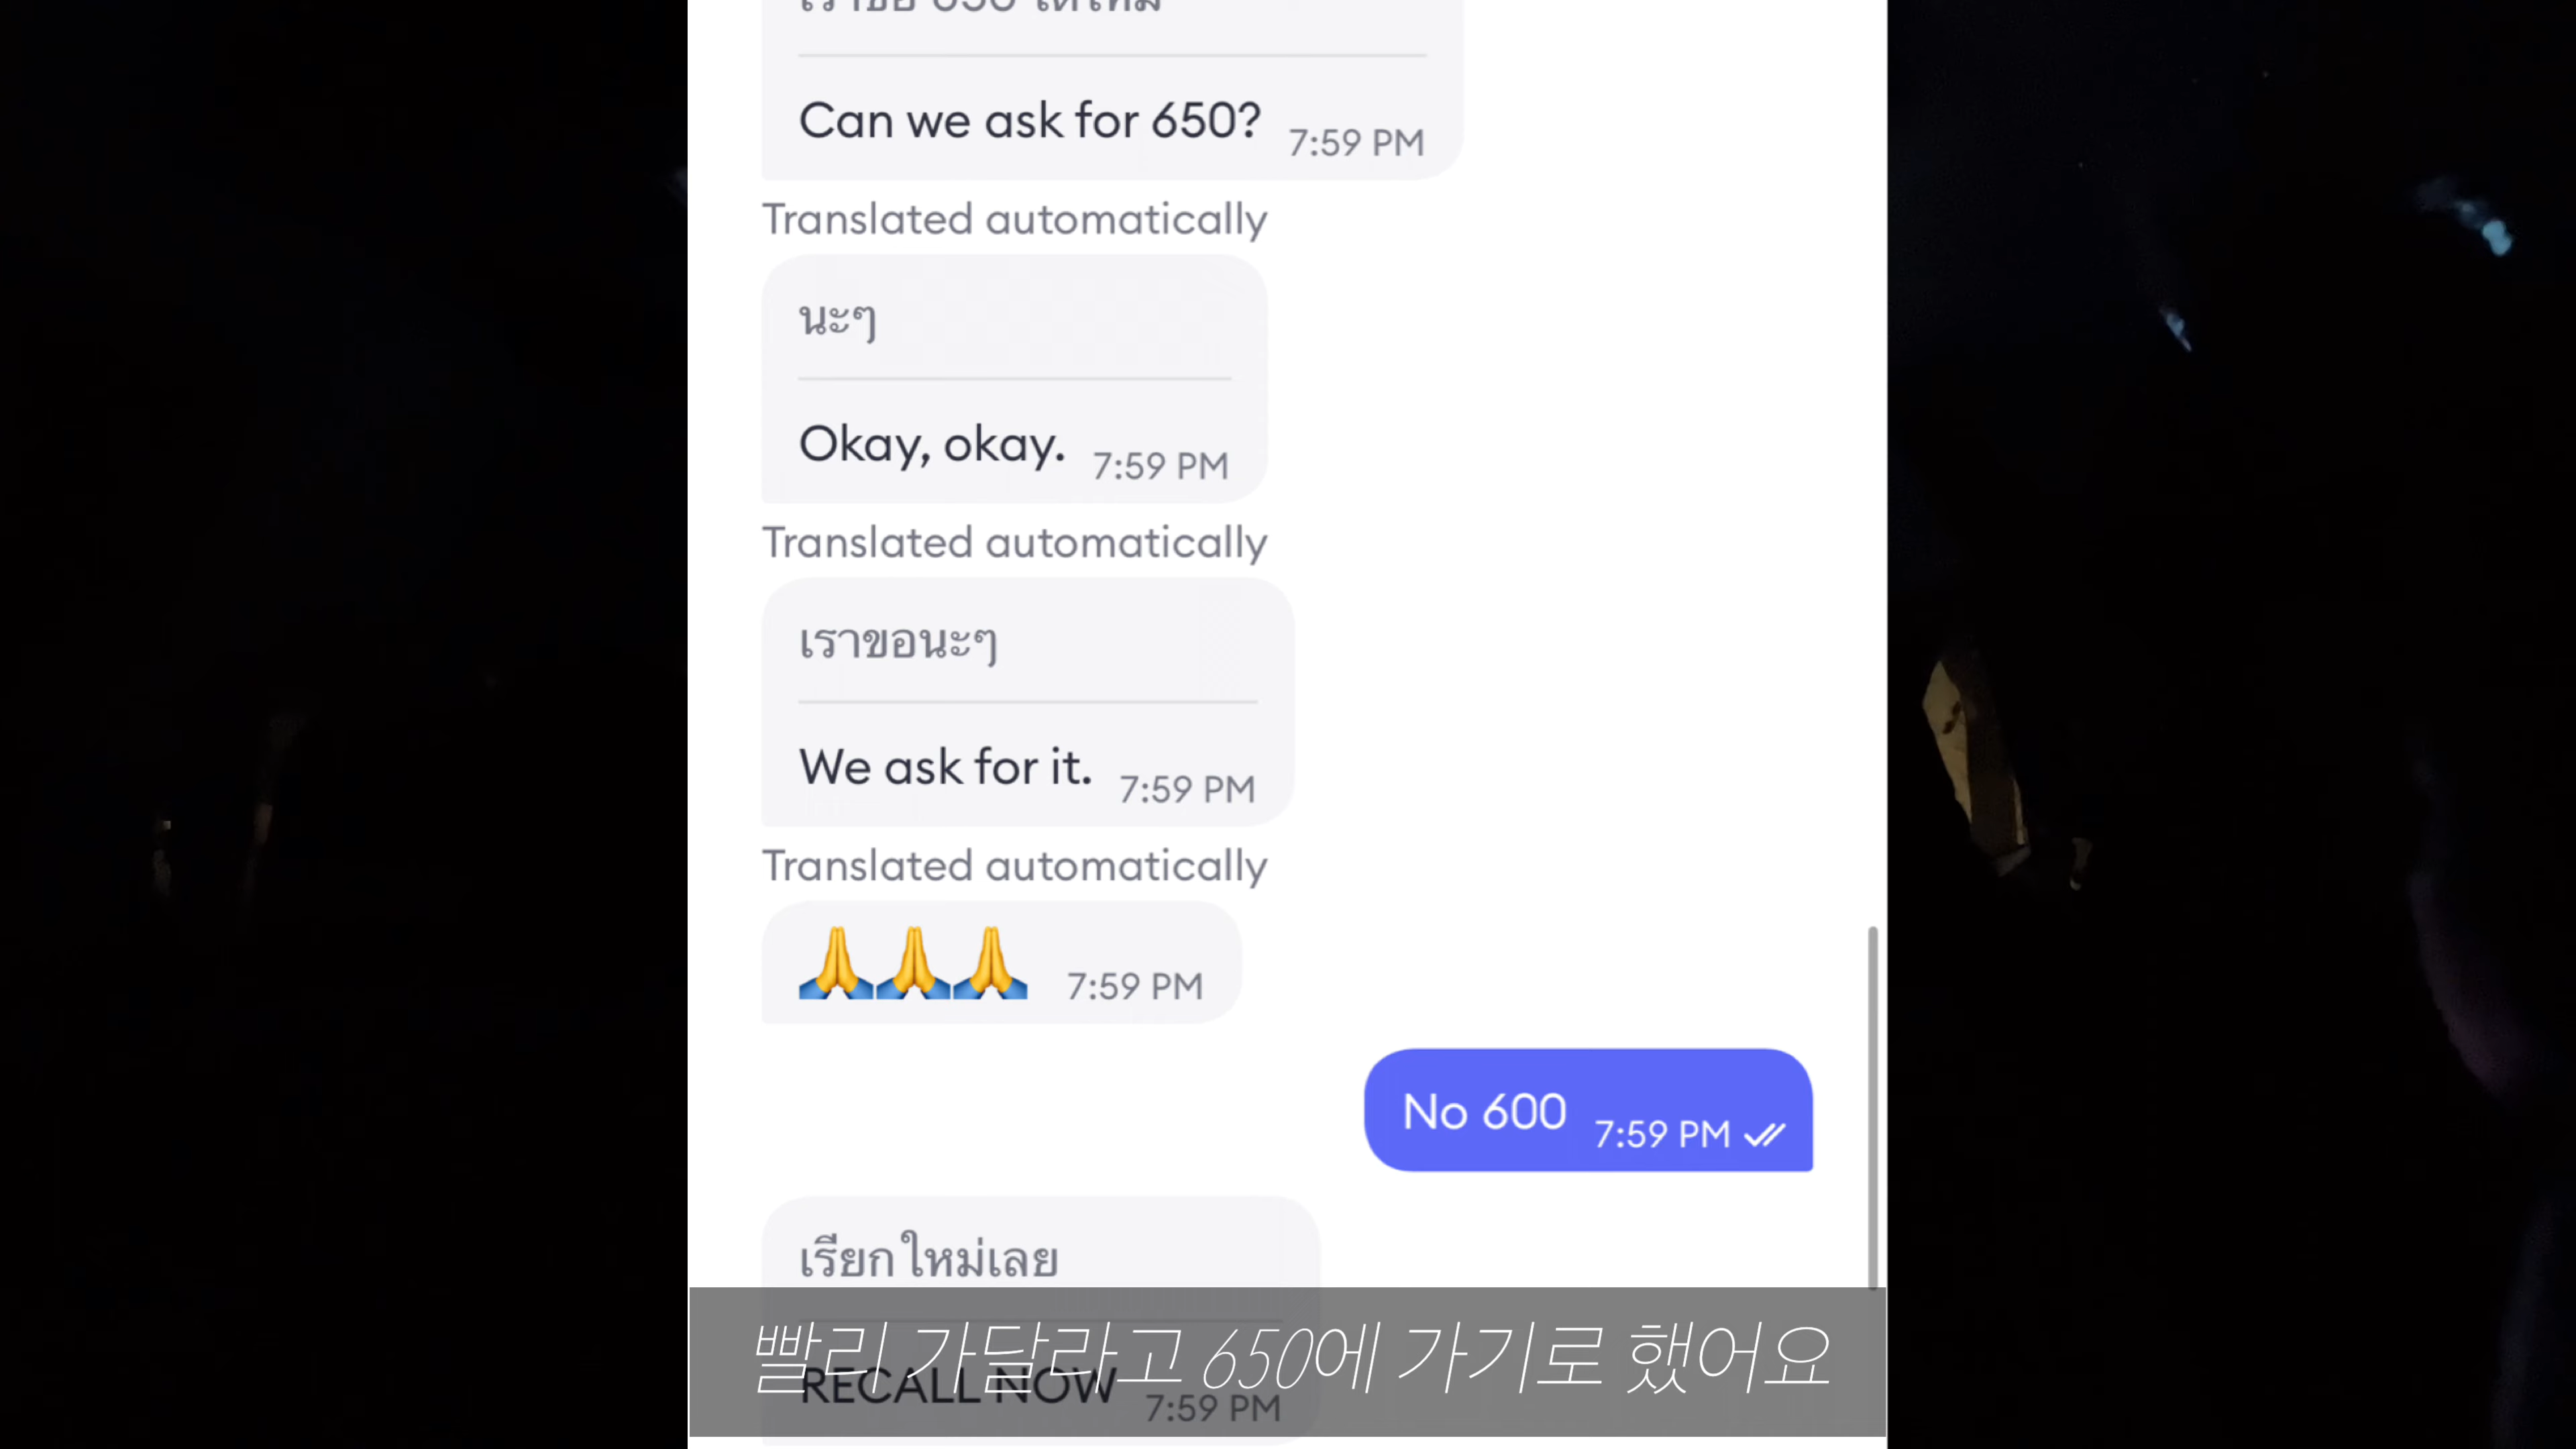 Can we ask for 650? 7:59 PM
Translated automatically
นะๆ
Okay, okay. 7:59 PM
Translated automatically
เราขอนะๆ
We ask for it. 7:59 PM
Translated automatically
🙏🙏🙏 7:59 PM
No 600 7:59 PM
เรียกใหม่เลย
빨리 가달라고 650에 가기로 했어요
RECALL NOW 7:59 PM